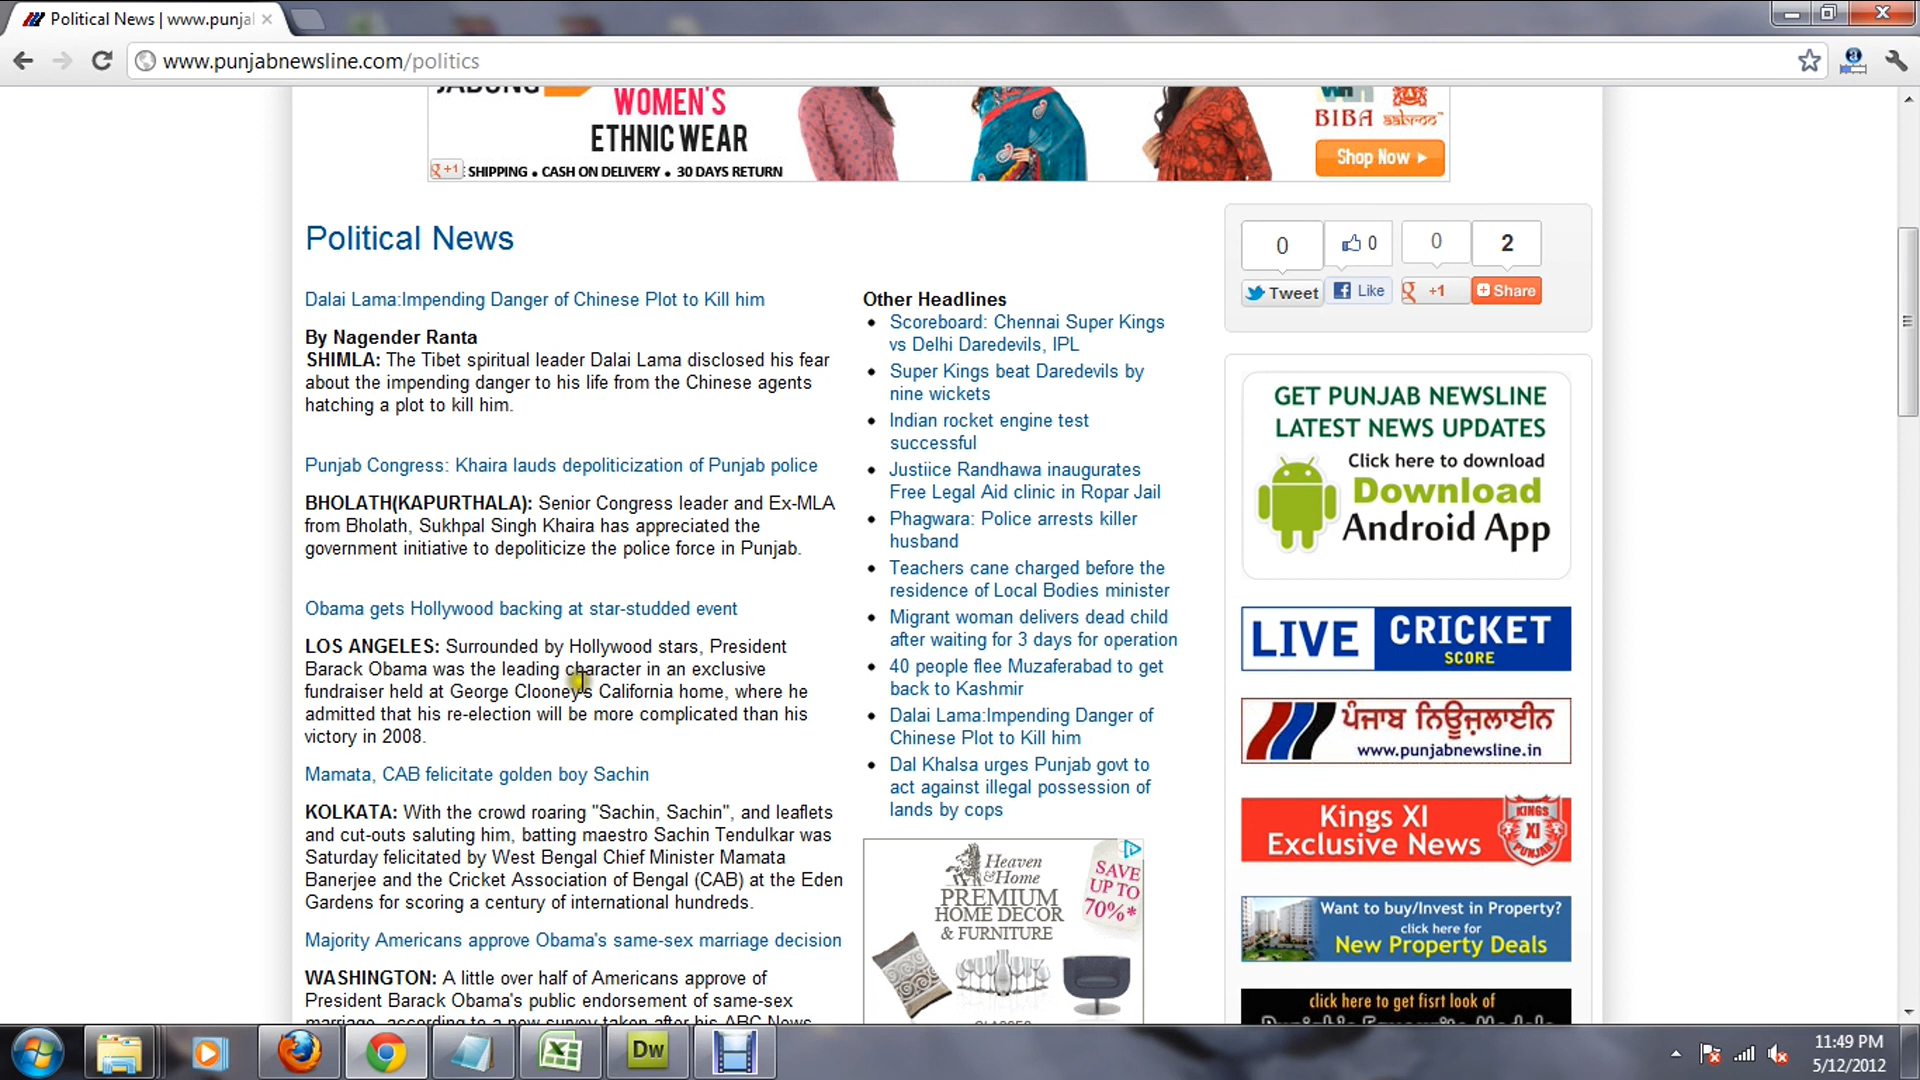 Political News | www.punja
www.punjabnewsline.com/politics
WOMEN'S
ETHNIC WEAR
SHIPPING • CASH ON DELIVERY • 30 DAYS RETURN
+1
BIBA
aabroo
Shop Now
Political News
Dalai Lama:Impending Danger of Chinese Plot to Kill him
By Nagender Ranta
SHIMLA: The Tibet spiritual leader Dalai Lama disclosed his fear
about the impending danger to his life from the Chinese agents
hatching a plot to kill him.
Punjab Congress: Khaira lauds depoliticization of Punjab police
BHOLATH(KAPURTHALA): Senior Congress leader and Ex-MLA
from Bholath, Sukhpal Singh Khaira has appreciated the
government initiative to depoliticize the police force in Punjab.
Obama gets Hollywood backing at star-studded event
LOS ANGELES: Surrounded by Hollywood stars, President
Barack Obama was the leading character in an exclusive
fundraiser held at George Clooney's California home, where he
admitted that his re-election will be more complicated than his
victory in 2008.
Mamata, CAB felicitate golden boy Sachin
KOLKATA: With the crowd roaring "Sachin, Sachin", and leaflets
and cut-outs saluting him, batting maestro Sachin Tendulkar was
Saturday felicitated by West Bengal Chief Minister Mamata
Banerjee and the Cricket Association of Bengal (CAB) at the Eden
Gardens for scoring a century of international hundreds.
Majority Americans approve Obama's same-sex marriage decision
WASHINGTON: A little over half of Americans approve of
President Barack Obama's public endorsement of same-sex
marriage, according to a new survey taken after his ABC News
Other Headlines
Scoreboard: Chennai Super Kings
vs Delhi Daredevils, IPL
Super Kings beat Daredevils by
nine wickets
Indian rocket engine test
successful
Justiice Randhawa inaugurates
Free Legal Aid clinic in Ropar Jail
Phagwara: Police arrests killer
husband
Teachers cane charged before the
residence of Local Bodies minister
Migrant woman delivers dead child
after waiting for 3 days for operation
40 people flee Muzaferabad to get
back to Kashmir
Dalai Lama:Impending Danger of
Chinese Plot to Kill him
Dal Khalsa urges Punjab govt to
act against illegal possession of
lands by cops
Heaven
& Home
PREMIUM
HOME DECOR
& FURNITURE
SAVE
UP TO
70%*
0 0 0 2
Tweet Like +1 Share
GET PUNJAB NEWSLINE
LATEST NEWS UPDATES
Click here to download
Download
Android App
LIVE CRICKET
SCORE
ਪੰਜਾਬ ਨਿਊਜ਼ਲਾਈਨ
www.punjabnewsline.in
Kings XI
Exclusive News
KINGS
XI
PUNJAB
Want to buy/Invest in Property?
click here for
New Property Deals
click here to get fisrt look of
Dw
11:49 PM
5/12/2012